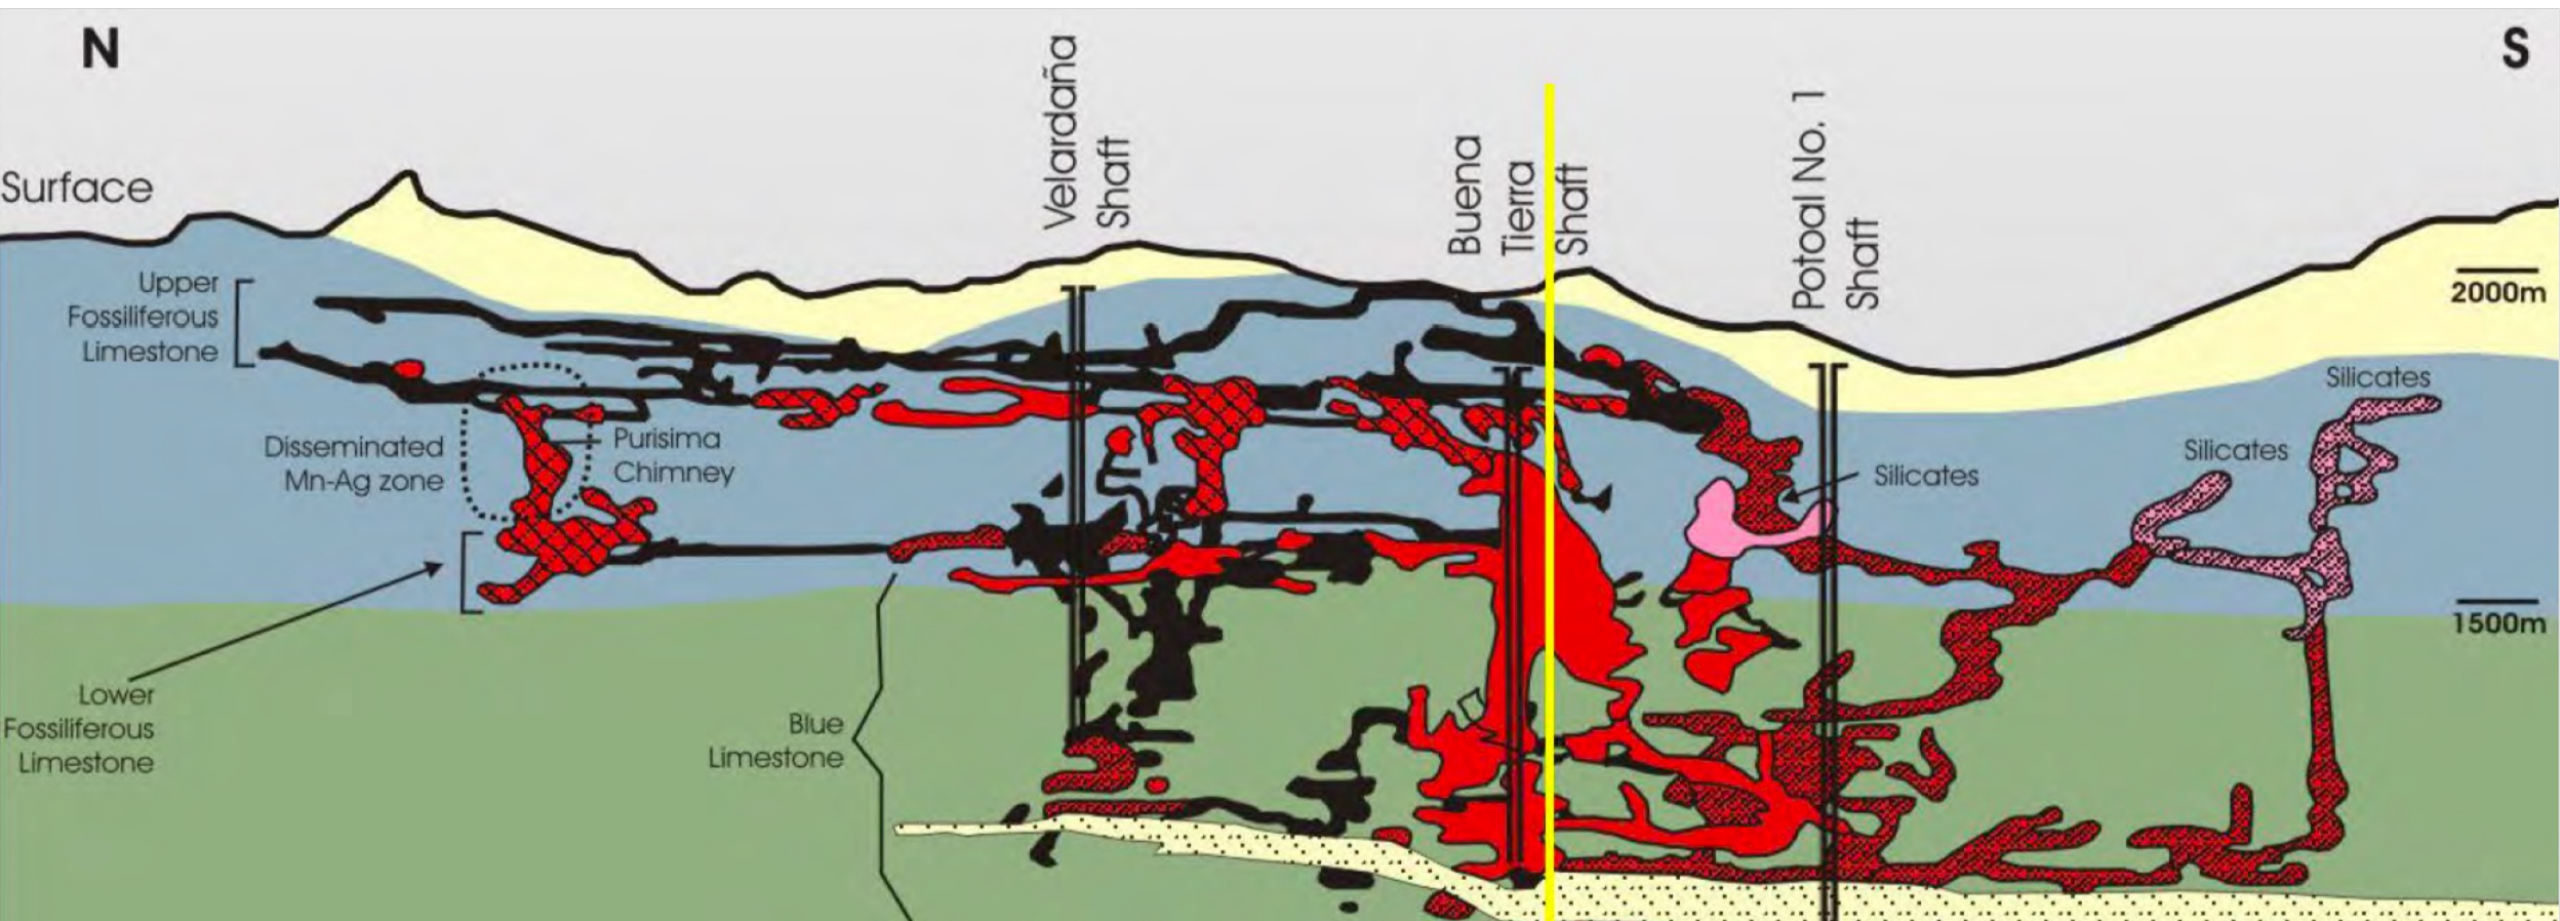 N
S
Velardaña
Shaft
Buena
Tierra
Shaft
Potoal No. 1
Shaft
Surface
Upper
Fossiliferous
Limestone
2000m
Silicates
Silicates
Silicates
Disseminated
Mn-Ag zone
Purisima
Chimney
1500m
Lower
Fossiliferous
Limestone
Blue
Limestone